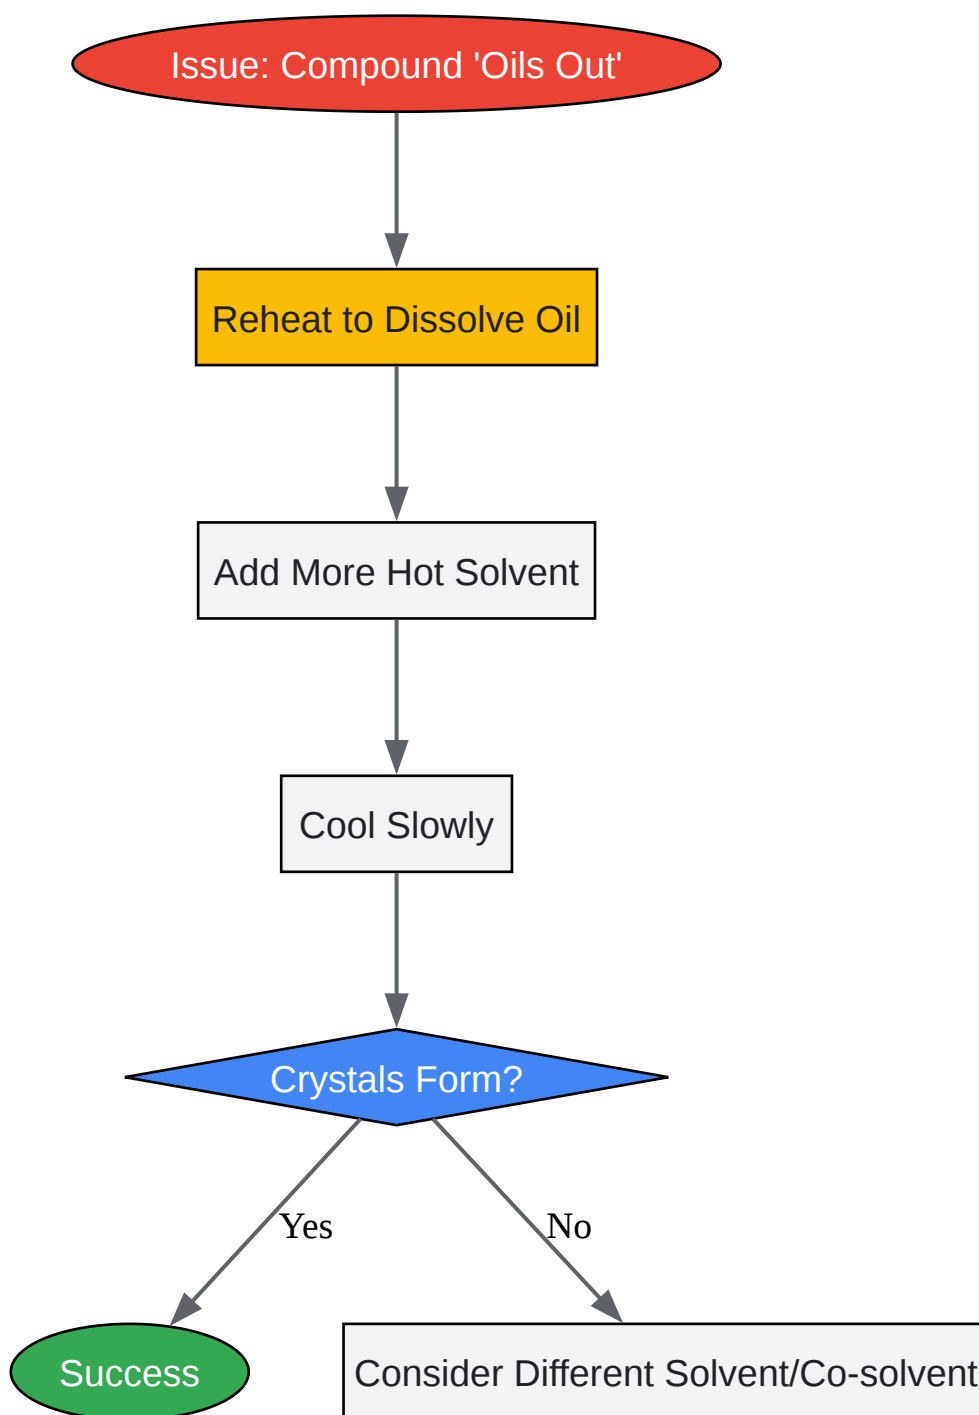 Issue: Compound 'Oils Out'
Reheat to Dissolve Oil
Add More Hot Solvent
Cool Slowly
Crystals Form?
Yes
No
Success
Consider Different Solvent/Co-solvent